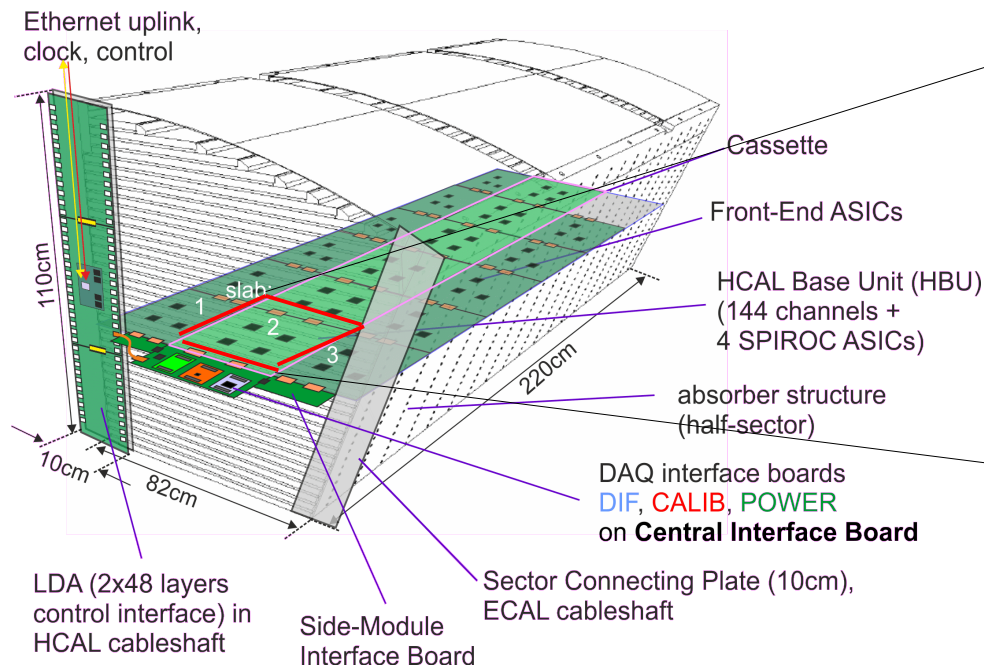 Ethernet uplink,
clock, control
Cassette
Front-End ASICs
HCAL Base Unit (HBU)
(144 channels +
4 SPIROC ASICs)
110cm
slab:
1
2
3
220cm
absorber structure
(half-sector)
10cm
82cm
DAQ interface boards
DIF, CALIB, POWER
on Central Interface Board
LDA (2x48 layers
control interface) in
HCAL cableshaft
Side-Module
Interface Board
Sector Connecting Plate (10cm),
ECAL cableshaft